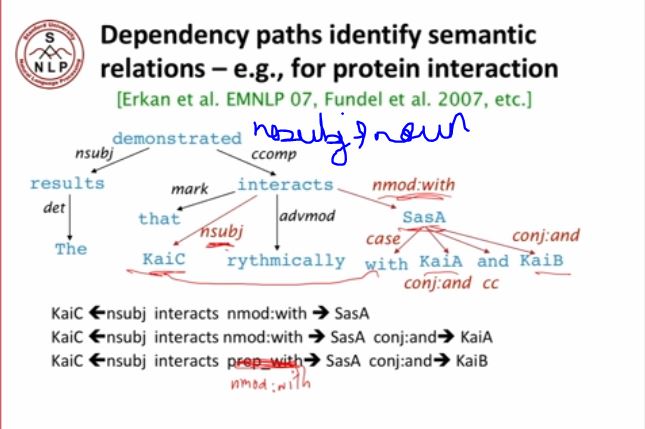 Stanford University
S
NLP
Natural Language Processing
Dependency paths identify semantic
relations – e.g., for protein interaction
[Erkan et al. EMNLP 07, Fundel et al. 2007, etc.]
demonstrated
nsubj ccomp
results mark interacts nmod:with
det that nsubj advmod SasA
The KaiC rythmically case with KaiA and KaiB conj:and
conj:and cc
KaiC ←nsubj interacts nmod:with → SasA
KaiC ←nsubj interacts nmod:with → SasA conj:and→ KaiA
KaiC ←nsubj interacts prep_with→ SasA conj:and→ KaiB
nmod:with